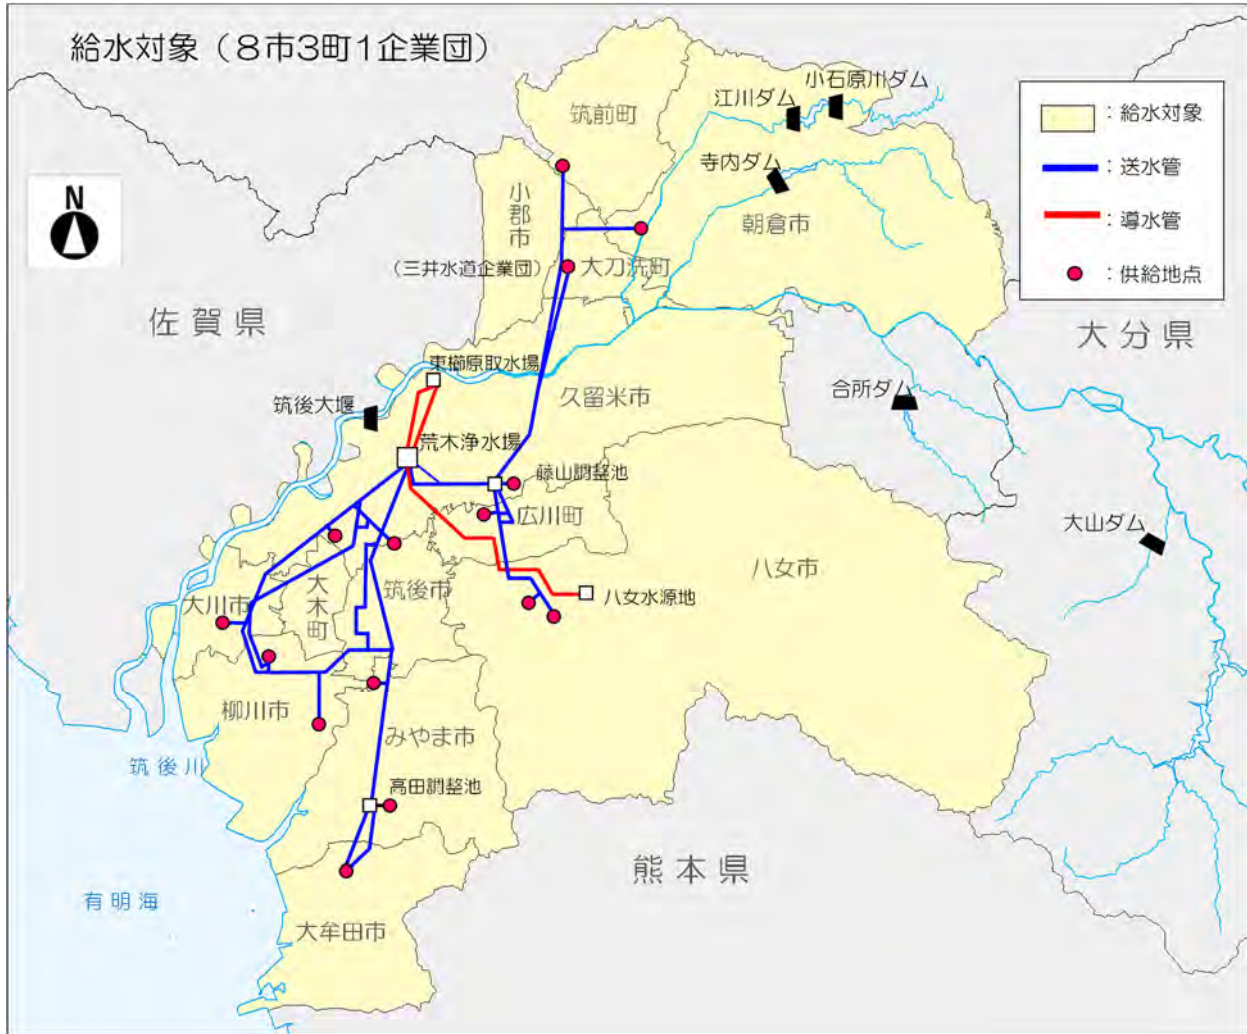 給水対象（8市3町1企業団）
小石原川ダム
江川ダム
：給水対象
筑前町
寺内ダム
：送水管
N
小郡市
朝倉市
：導水管
（三井水道企業団）
大刀洗町
：供給地点
佐賀県
大分県
東櫛原取水場
合所ダム
久留米市
筑後大堰
荒木浄水場
藤山調整池
広川町
大山ダム
八女市
筑後市
大木町
大川市
八女水源地
柳川市
みやま市
筑後川
高田調整池
熊本県
有明海
大牟田市